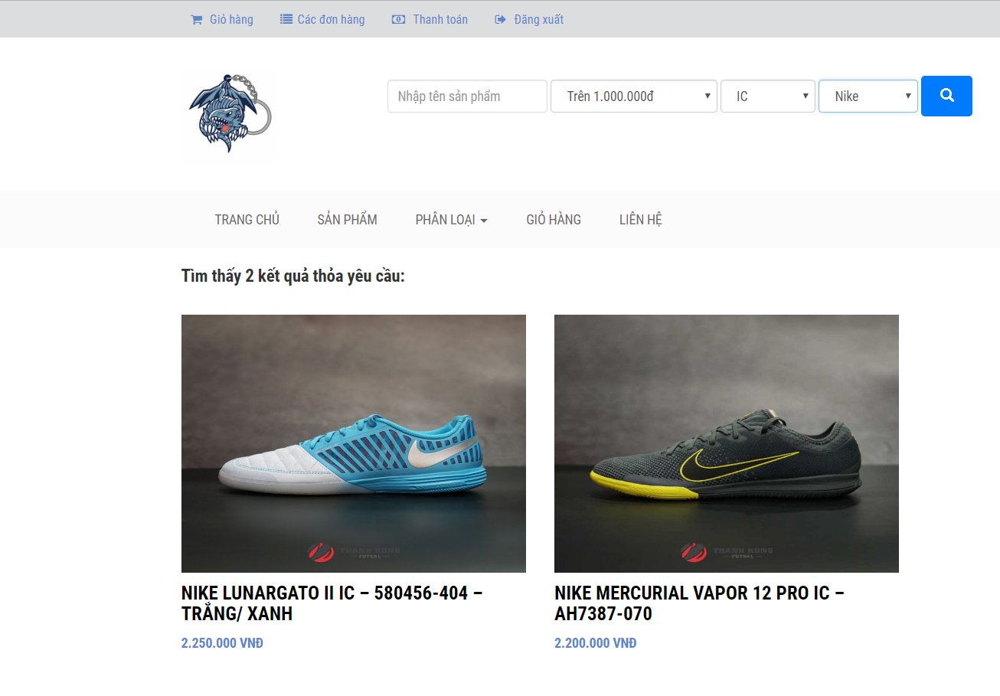 Giỏ hàng
Các đơn hàng
Thanh toán
Đăng xuất
Nhập tên sản phẩm
Trên 1.000.000đ
IC
Nike
TRANG CHỦ
SẢN PHẨM
PHÂN LOẠI
GIỎ HÀNG
LIÊN HỆ
Tìm thấy 2 kết quả thỏa yêu cầu:
THANH HUNG
FUTSAL
NIKE LUNARGATO II IC – 580456-404 –
TRẮNG/ XANH
2.250.000 VNĐ
THANH HUNG
FUTSAL
NIKE MERCURIAL VAPOR 12 PRO IC –
AH7387-070
2.200.000 VNĐ